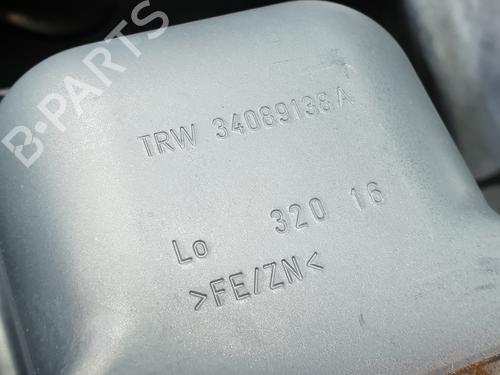 B-PARTS
TRW 34089138A
Lo 320 16
>FE/ZN<